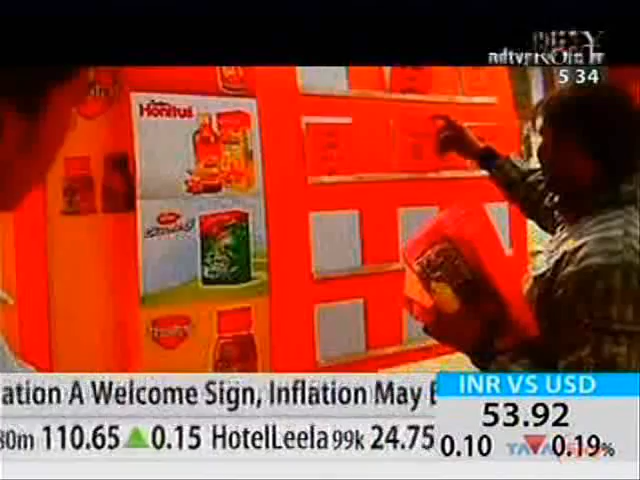 5 34
Honitus
ation A Welcome Sign, Inflation May
INR VS USD
53.92
0.10
0.19%
110.65 ▲ 0.15 HotelLeela 99k 24.75